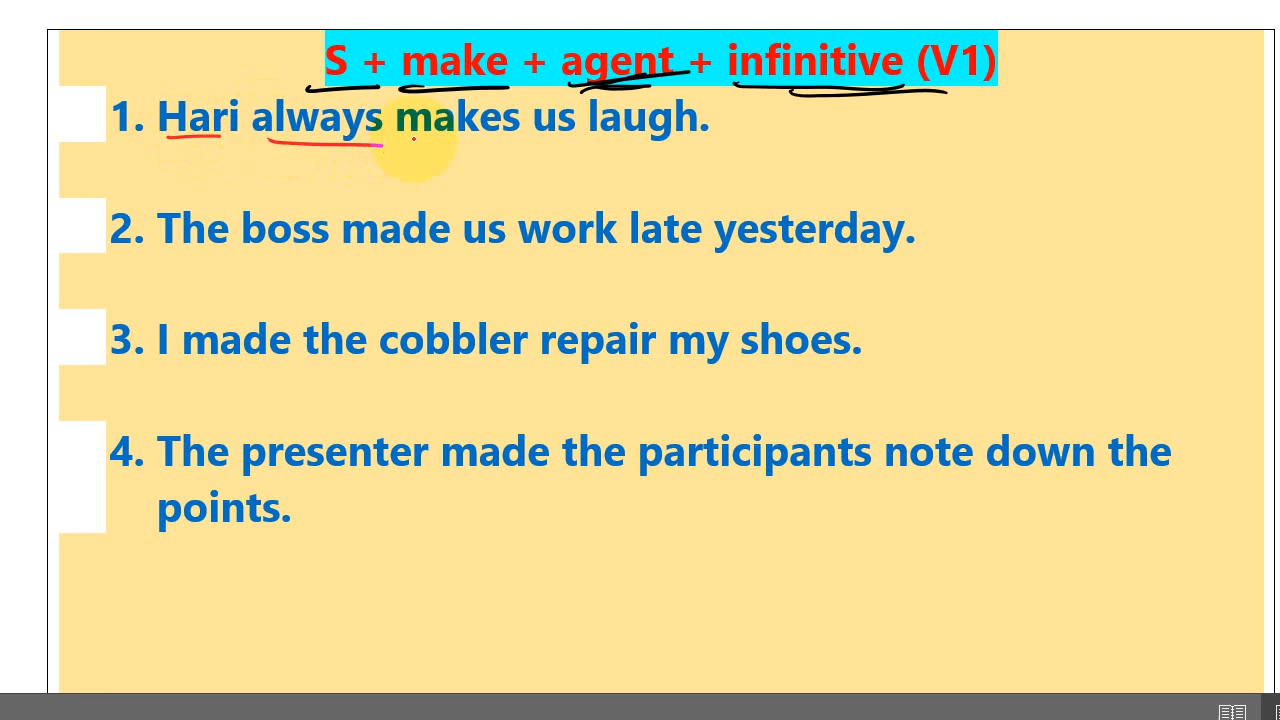 S + make + agent + infinitive (V1)
1. Hari always makes us laugh.
2. The boss made us work late yesterday.
3. I made the cobbler repair my shoes.
4. The presenter made the participants note down the
points.